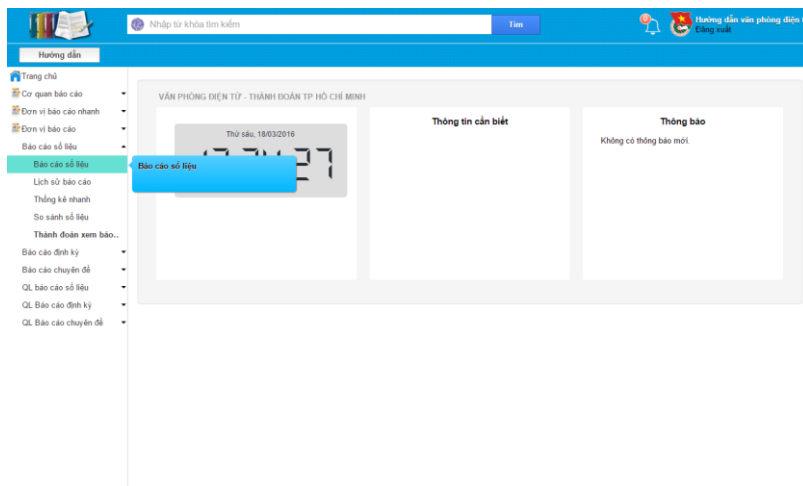 Nhập từ khóa tìm kiếm
Tìm
0
Hướng dẫn văn phòng điện
Đăng xuất
Hướng dẫn
Trang chủ
Cơ quan báo cáo
Đơn vị báo cáo nhanh
Đơn vị báo cáo
Báo cáo số liệu
Báo cáo số liệu
Lịch sử báo cáo
Thống kê nhanh
So sánh số liệu
Thành đoàn xem báo..
Báo cáo định kỳ
Báo cáo chuyên đề
QL báo cáo số liệu
QL Báo cáo định kỳ
QL Báo cáo chuyên đề
Báo cáo số liệu
VĂN PHÒNG ĐIỆN TỬ - THÀNH ĐOÀN TP HỒ CHÍ MINH
Thứ sáu, 18/03/2016
Thông tin cần biết
Thông báo
Không có thông báo mới.